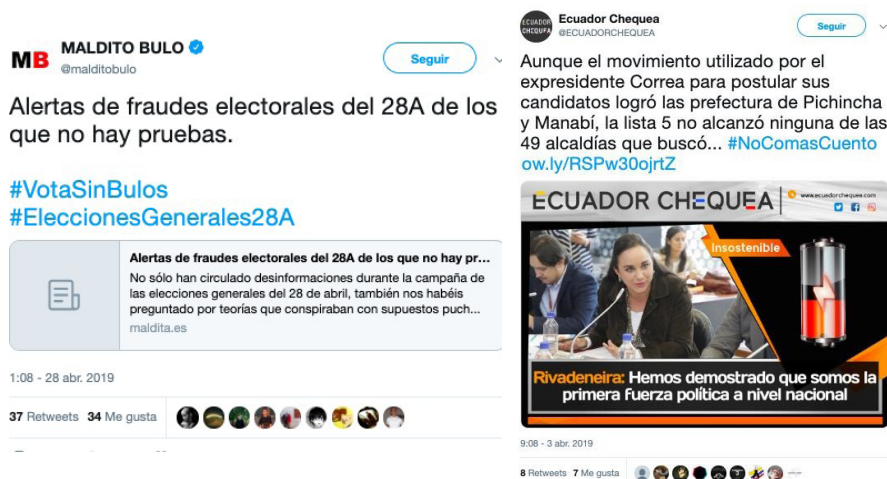 MB
MALDITO BULO
@malditobulo
Seguir
Alertas de fraudes electorales del 28A de los
que no hay pruebas.
#VotaSinBulos
#EleccionesGenerales28A
Alertas de fraudes electorales del 28A de los que no hay pr...
No sólo han circulado desinformaciones durante la campaña de
las elecciones generales del 28 de abril, también nos habéis
preguntado por teorías que conspiraban con supuestos puch...
maldita.es
1:08 - 28 abr. 2019
37 Retweets 34 Me gusta
ECUADOR
CHEQUEA
Ecuador Chequea
@ECUADORCHEQUEA
Seguir
Aunque el movimiento utilizado por el
expresidente Correa para postular sus
candidatos logró las prefectura de Pichincha
y Manabí, la lista 5 no alcanzó ninguna de las
49 alcaldías que buscó... #NoComasCuento
ow.ly/RSPw30ojrtZ
ECUADOR CHEQUEA
www.ecuadorchequea.com
Insostenible
Rivadeneira: Hemos demostrado que somos la
primera fuerza política a nivel nacional
9:08 - 3 abr. 2019
8 Retweets 7 Me gusta